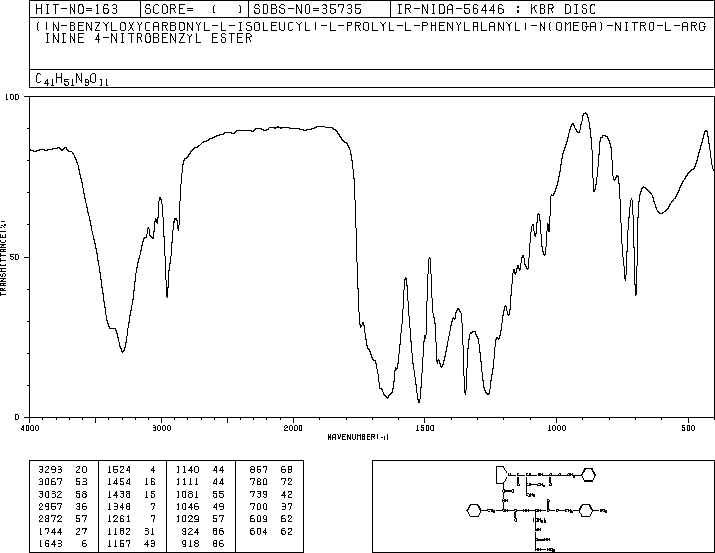 HIT-NO=163 SCORE= ( ) SDBS-NO=35735 IR-NIDA-56446 : KBR DISC
((N-BENZYLOXYCARBONYL-L-ISOLEUCYL)-L-PROLYL-L-PHENYLALANYL)-N(OMEGA)-NITRO-L-ARG
ININE 4-NITROBENZYL ESTER
C41H51N9O11
100
50
0
TRANSMITTANCE(%)
4000 3000 2000 1500 1000 500
WAVENUMBER(-1)
3293 20 1524 4 1140 44 867 68
3067 53 1454 16 1111 44 780 72
3032 58 1438 15 1081 55 739 42
2967 36 1348 7 1046 49 700 37
2872 57 1261 7 1029 57 609 62
1744 27 1182 31 924 86 604 62
1643 6 1167 43 918 86